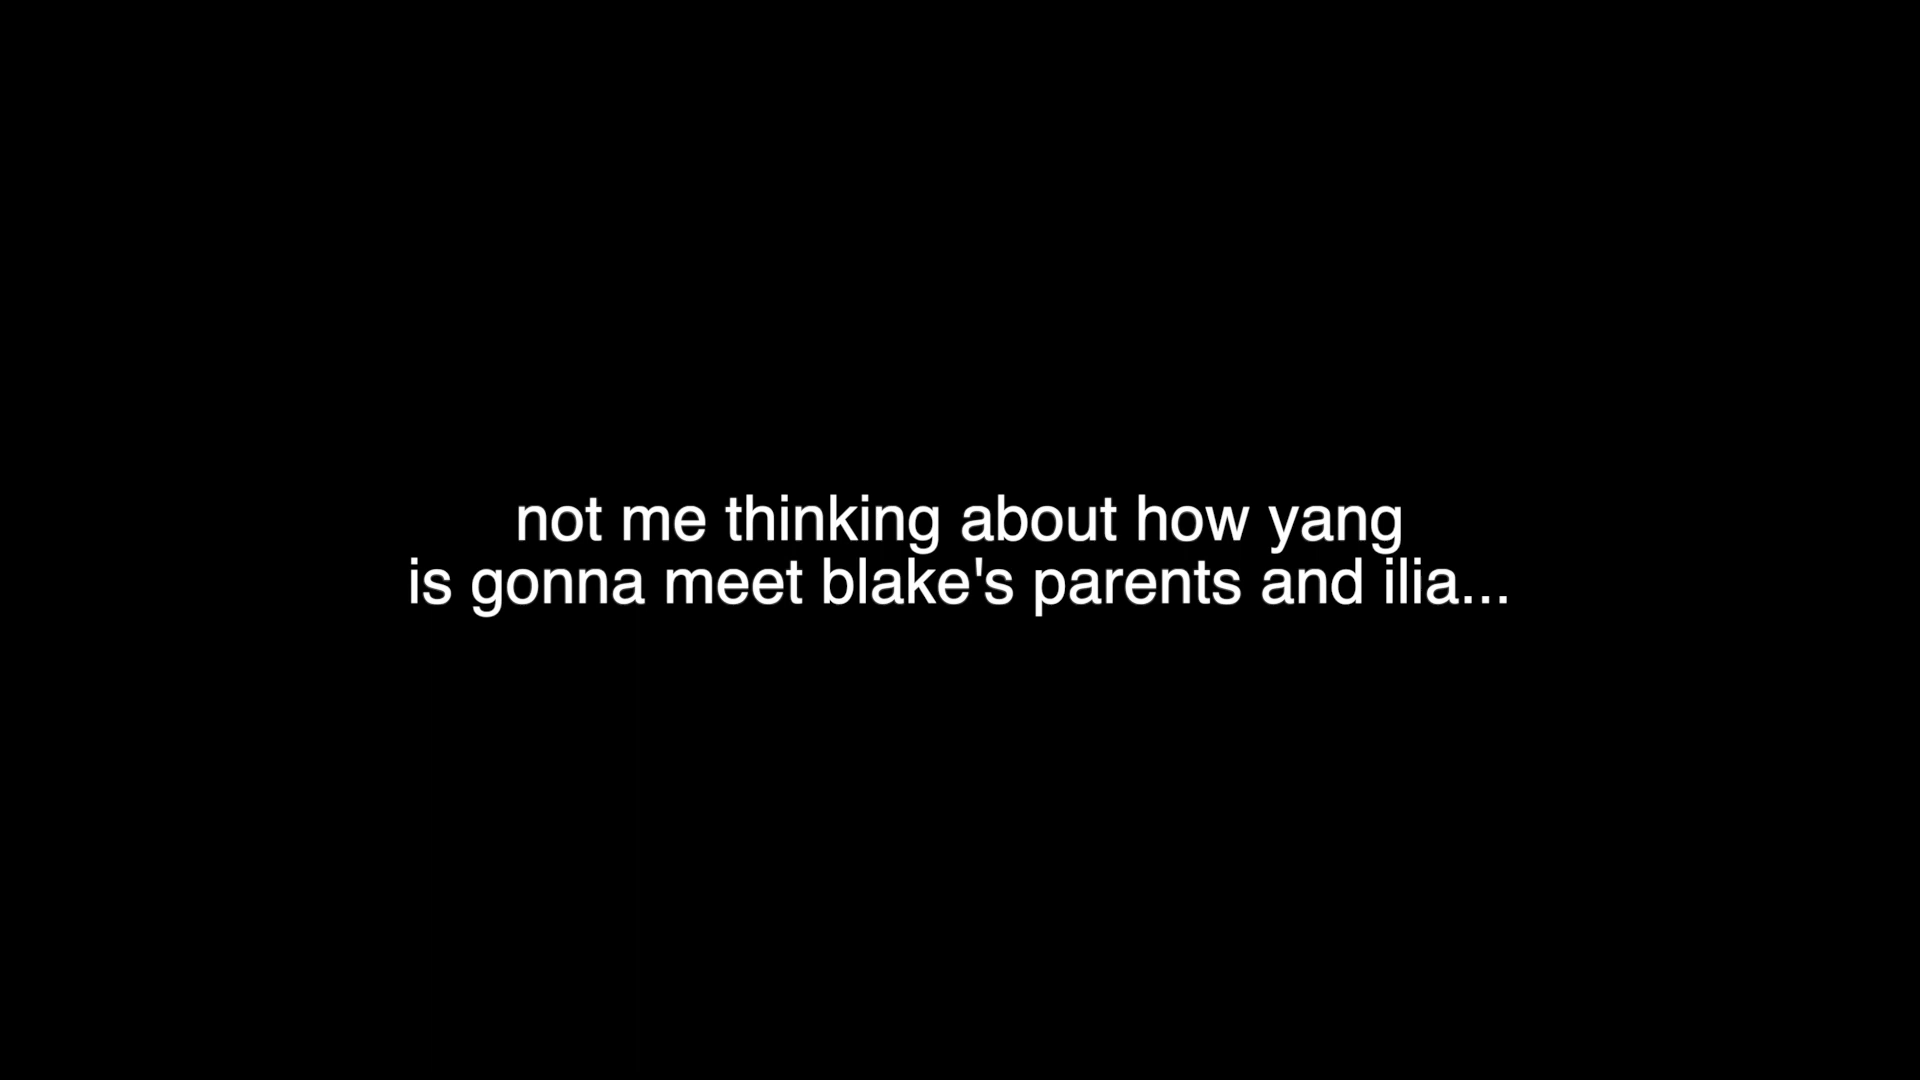 not me thinking about how yang
is gonna meet blake's parents and ilia...